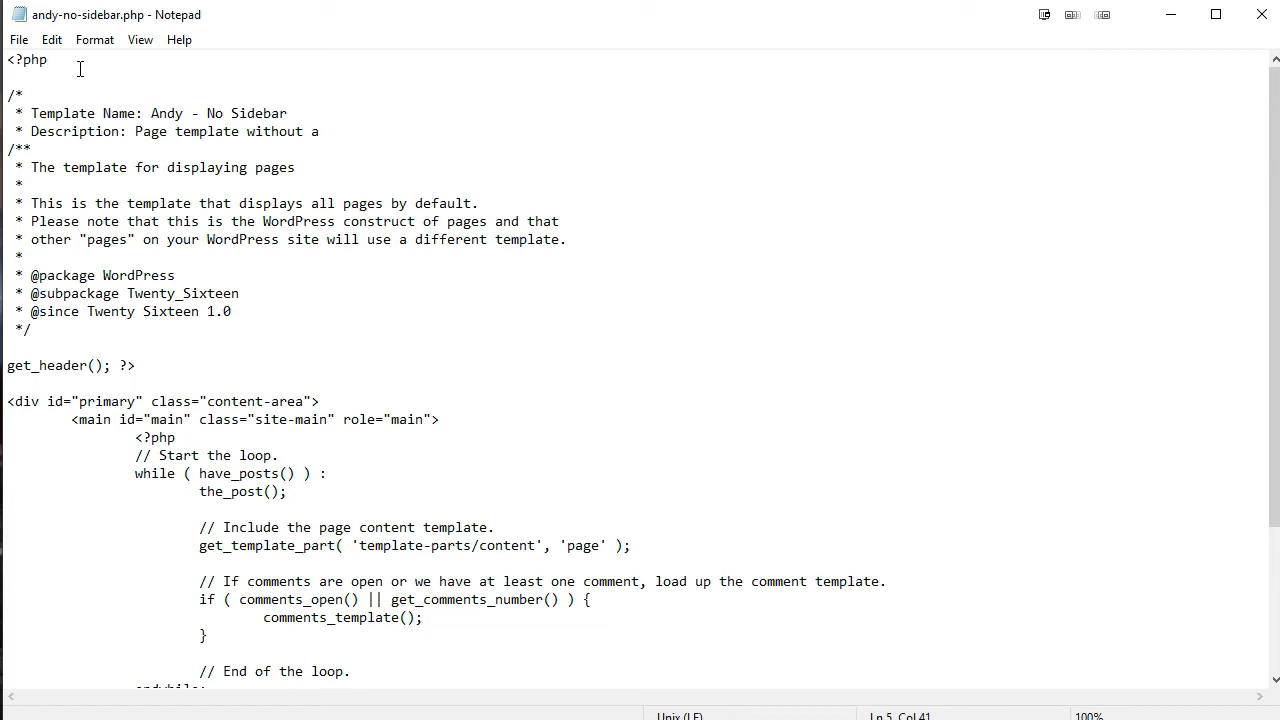 andy-no-sidebar.php - Notepad
File Edit Format View Help
<?php
/*
 * Template Name: Andy - No Sidebar
 * Description: Page template without a
/**
 * The template for displaying pages
 *
 * This is the template that displays all pages by default.
 * Please note that this is the WordPress construct of pages and that
 * other "pages" on your WordPress site will use a different template.
 *
 * @package WordPress
 * @subpackage Twenty_Sixteen
 * @since Twenty Sixteen 1.0
 */
get_header(); ?>
<div id="primary" class="content-area">
<main id="main" class="site-main" role="main">
<?php
// Start the loop.
while ( have_posts() ) :
the_post();
// Include the page content template.
get_template_part( 'template-parts/content', 'page' );
// If comments are open or we have at least one comment, load up the comment template.
if ( comments_open() || get_comments_number() ) {
comments_template();
}
// End of the loop.
endwhile;
Unix (LF) Ln 5, Col 41 100%